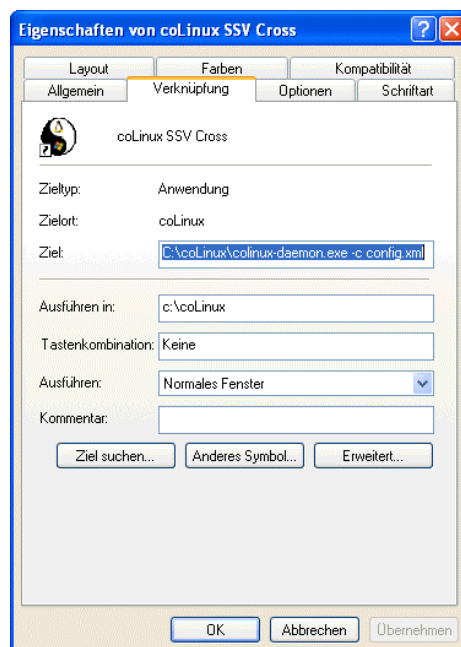 Eigenschaften von coLinux SSV Cross
Layout Farben Kompatibilität
Allgemein Verknüpfung Optionen Schriftart
coLinux SSV Cross
Zieltyp: Anwendung
Zielort: coLinux
Ziel: C:\coLinux\colinux-daemon.exe -c config.xml
Ausführen in: c:\coLinux
Tastenkombination: Keine
Ausführen: Normales Fenster
Kommentar:
Ziel suchen... Anderes Symbol... Erweitert...
OK Abbrechen Übernehmen